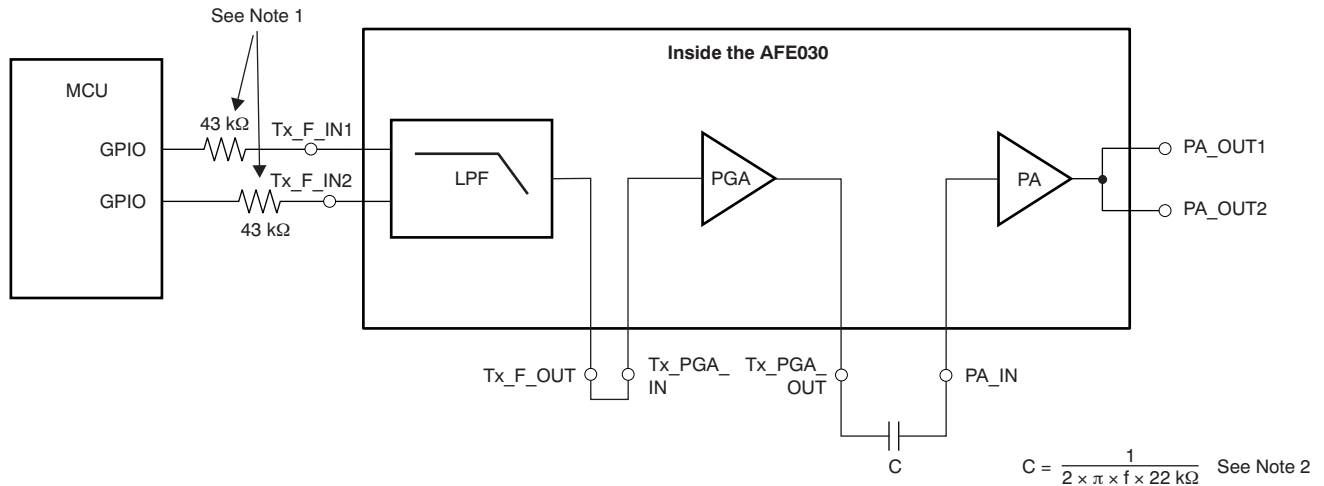 See Note 1
Inside the AFE030
MCU
43 kΩ
Tx_F_IN1
GPIO
LPF
PGA
PA
PA_OUT1
Tx_F_IN2
GPIO
43 kΩ
PA_OUT2
Tx_F_OUT
Tx_PGA_
IN
Tx_PGA_
OUT
PA_IN
C
C = 1
2 × π × f × 22 kΩ
See Note 2